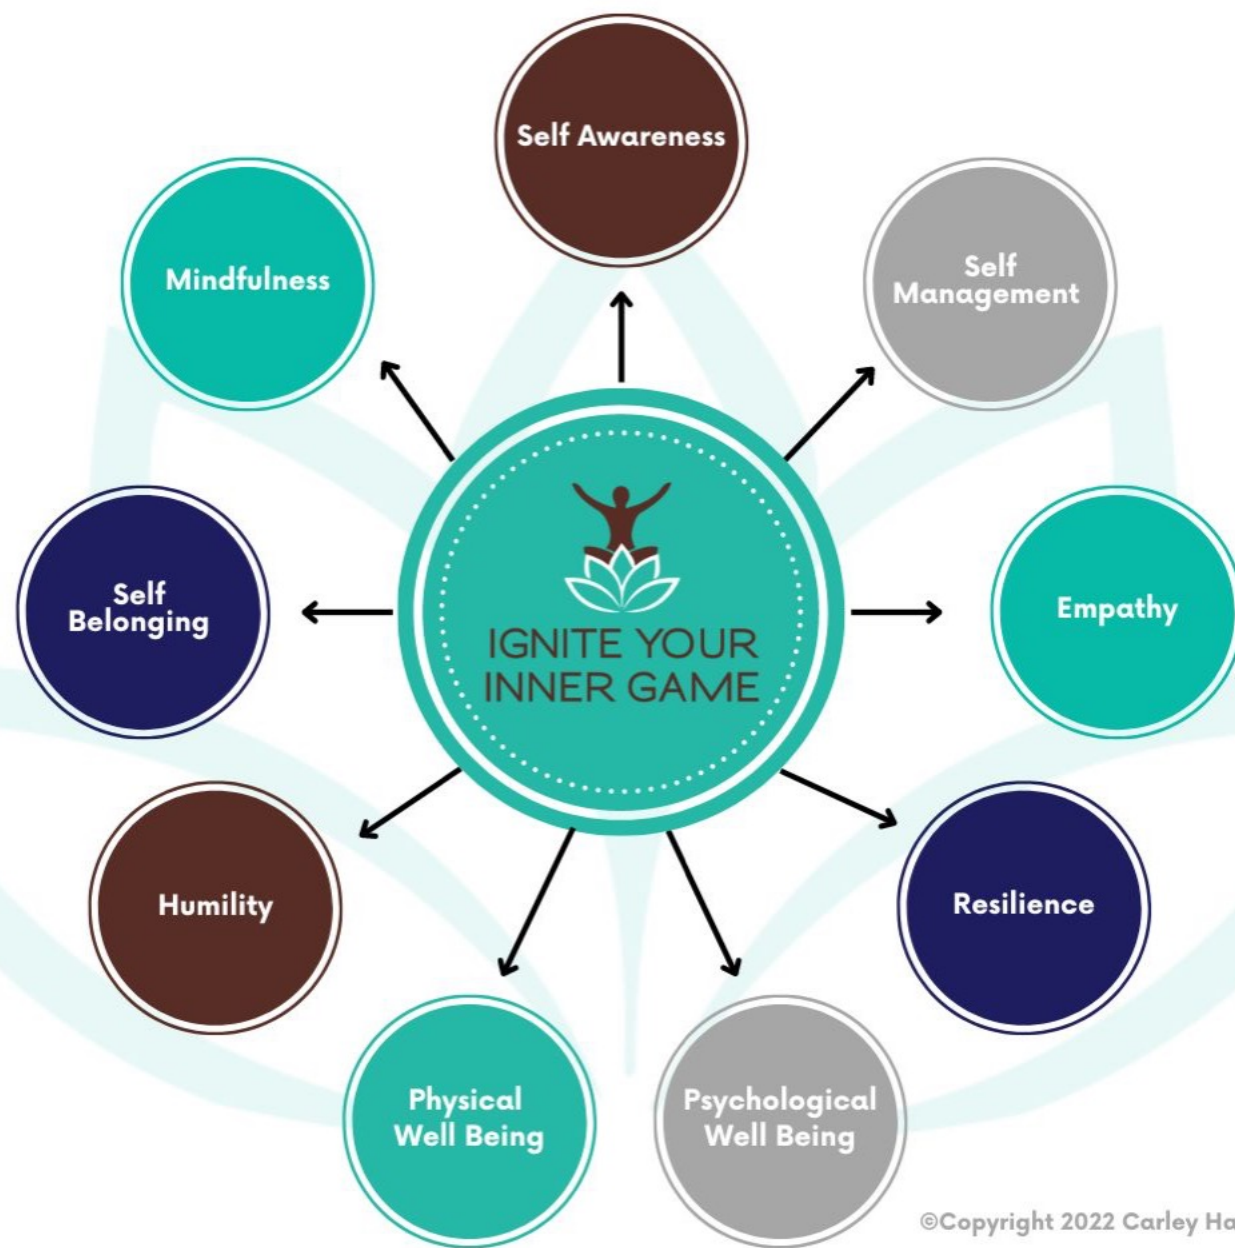 Self Awareness
Self
Management
Empathy
Resilience
Psychological
Well Being
Physical
Well Being
Humility
Self
Belonging
Mindfulness
IGNITE YOUR
INNER GAME
©Copyright 2022 Carley